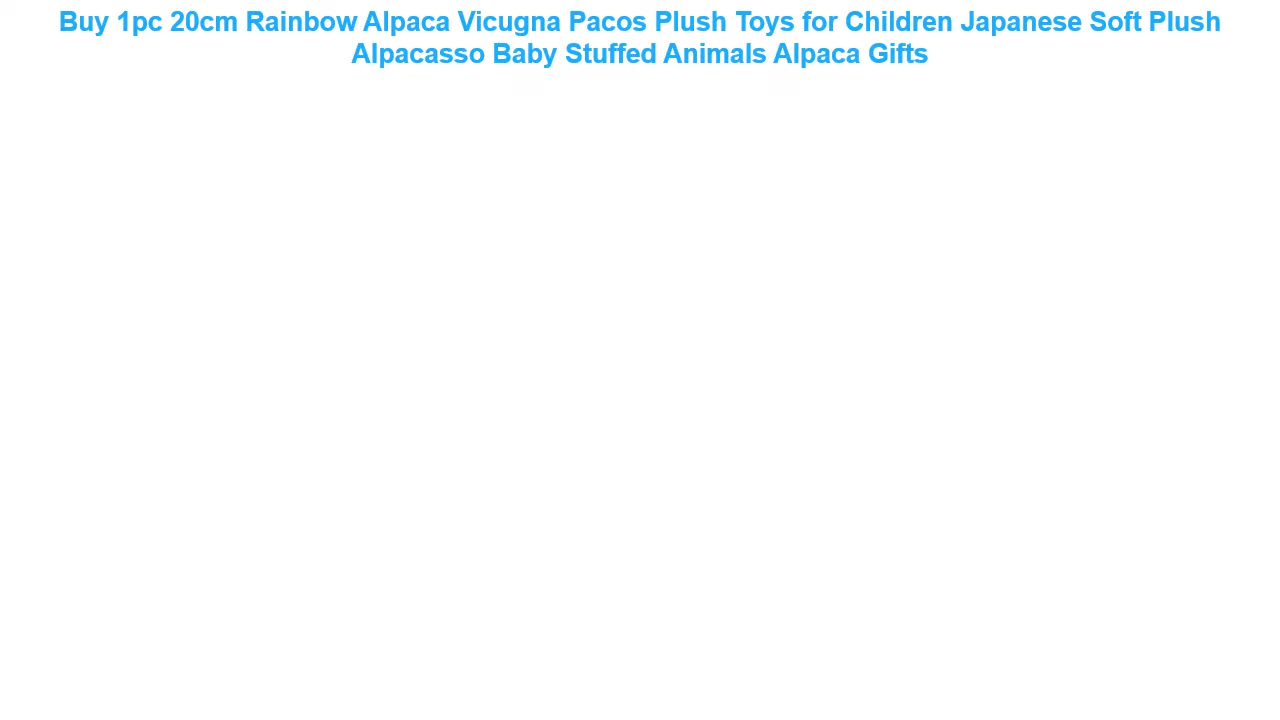 Buy 1pc 20cm Rainbow Alpaca Vicugna Pacos Plush Toys for Children Japanese Soft Plush
Alpacasso Baby Stuffed Animals Alpaca Gifts